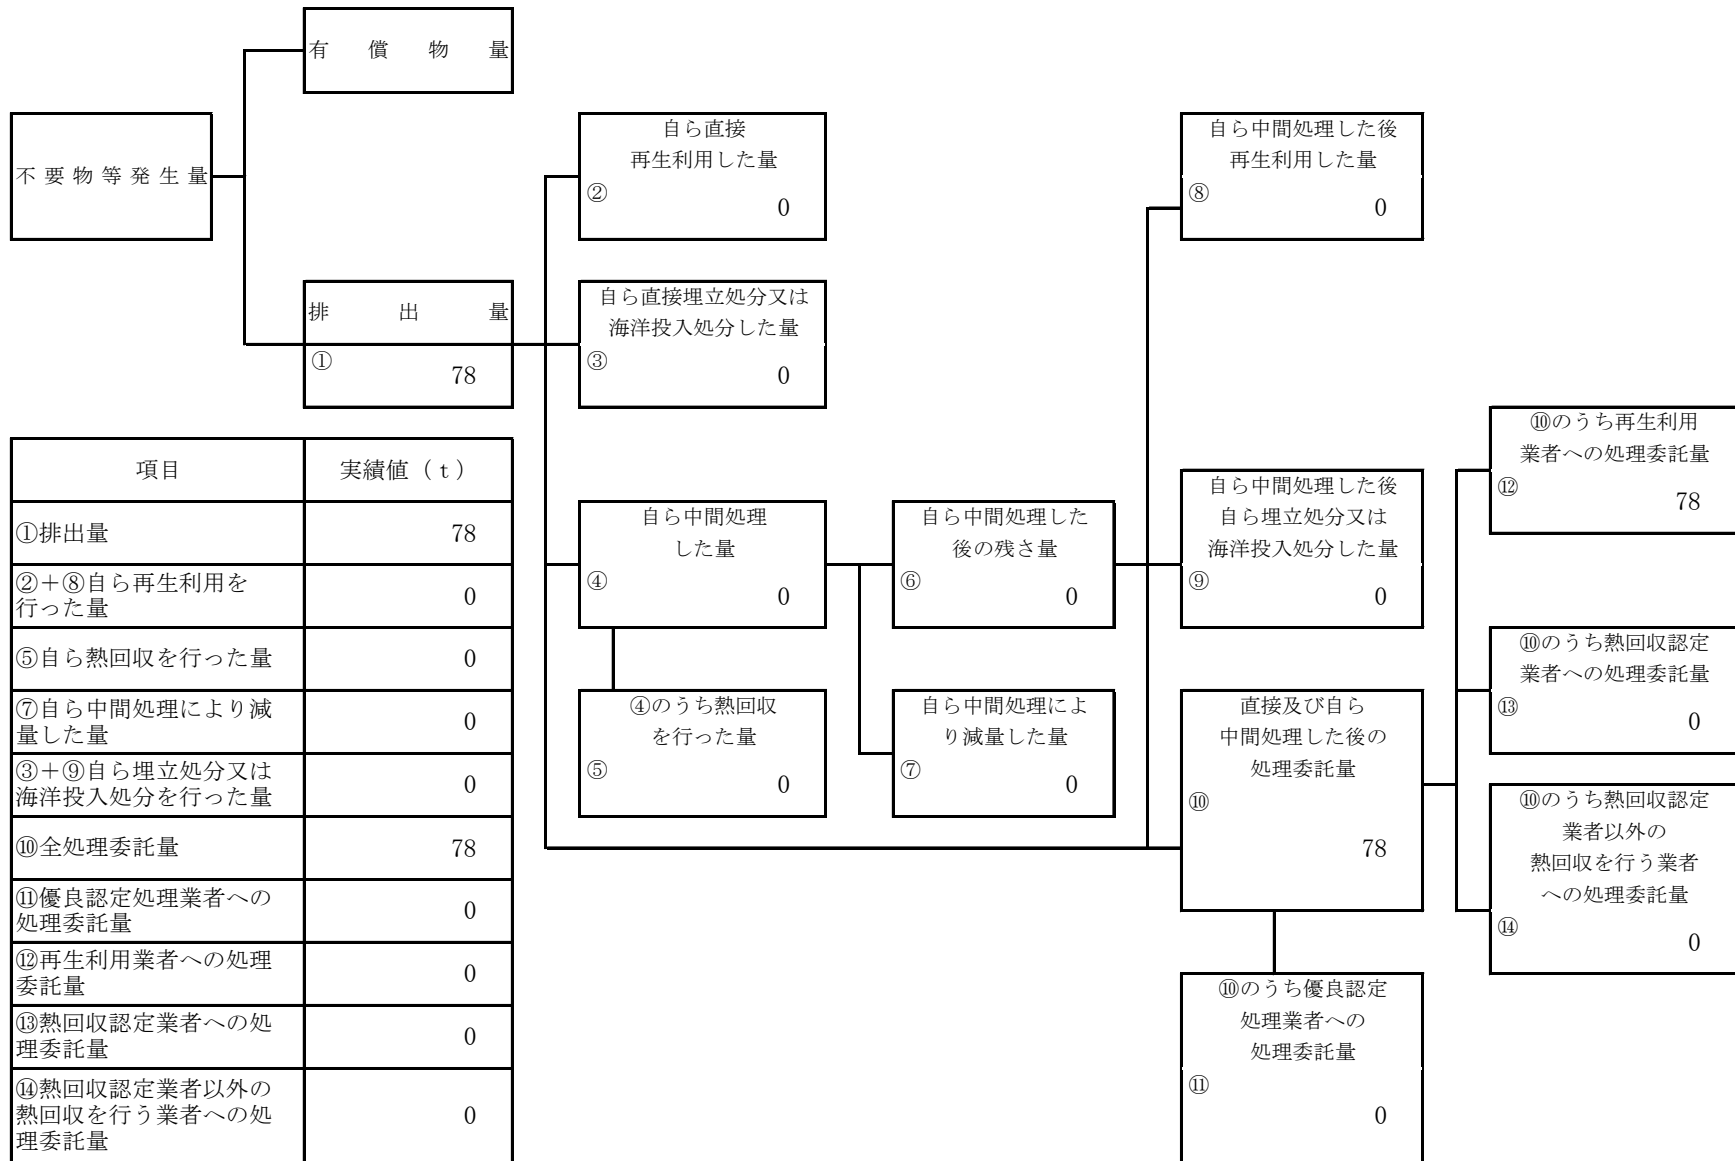 有償物量
不要物等発生量
自ら直接
再生利用した量
②
0
自ら中間処理した後
再生利用した量
⑧
0
排出量
①
78
自ら直接埋立処分又は
海洋投入処分した量
③
0
項目 実績値（ｔ）
①排出量 78
②＋⑧自ら再生利用を
行った量
0
⑤自ら熱回収を行った量 0
⑦自ら中間処理により減
量した量
0
③＋⑨自ら埋立処分又は
海洋投入処分を行った量
0
⑩全処理委託量 78
⑪優良認定処理業者への
処理委託量
0
⑫再生利用業者への処理
委託量
0
⑬熱回収認定業者への処
理委託量
0
⑭熱回収認定業者以外の
熱回収を行う業者への処
理委託量
0
自ら中間処理
した量
④
0
④のうち熱回収
を行った量
⑤
0
自ら中間処理した
後の残さ量
⑥
0
自ら中間処理によ
り減量した量
⑦
0
自ら中間処理した後
自ら埋立処分又は
海洋投入処分した量
⑨
0
直接及び自ら
中間処理した後の
処理委託量
⑩
78
⑩のうち優良認定
処理業者への
処理委託量
⑪
0
⑩のうち再生利用
業者への処理委託量
⑫
78
⑩のうち熱回収認定
業者への処理委託量
⑬
0
⑩のうち熱回収認定
業者以外の
熱回収を行う業者
への処理委託量
⑭
0